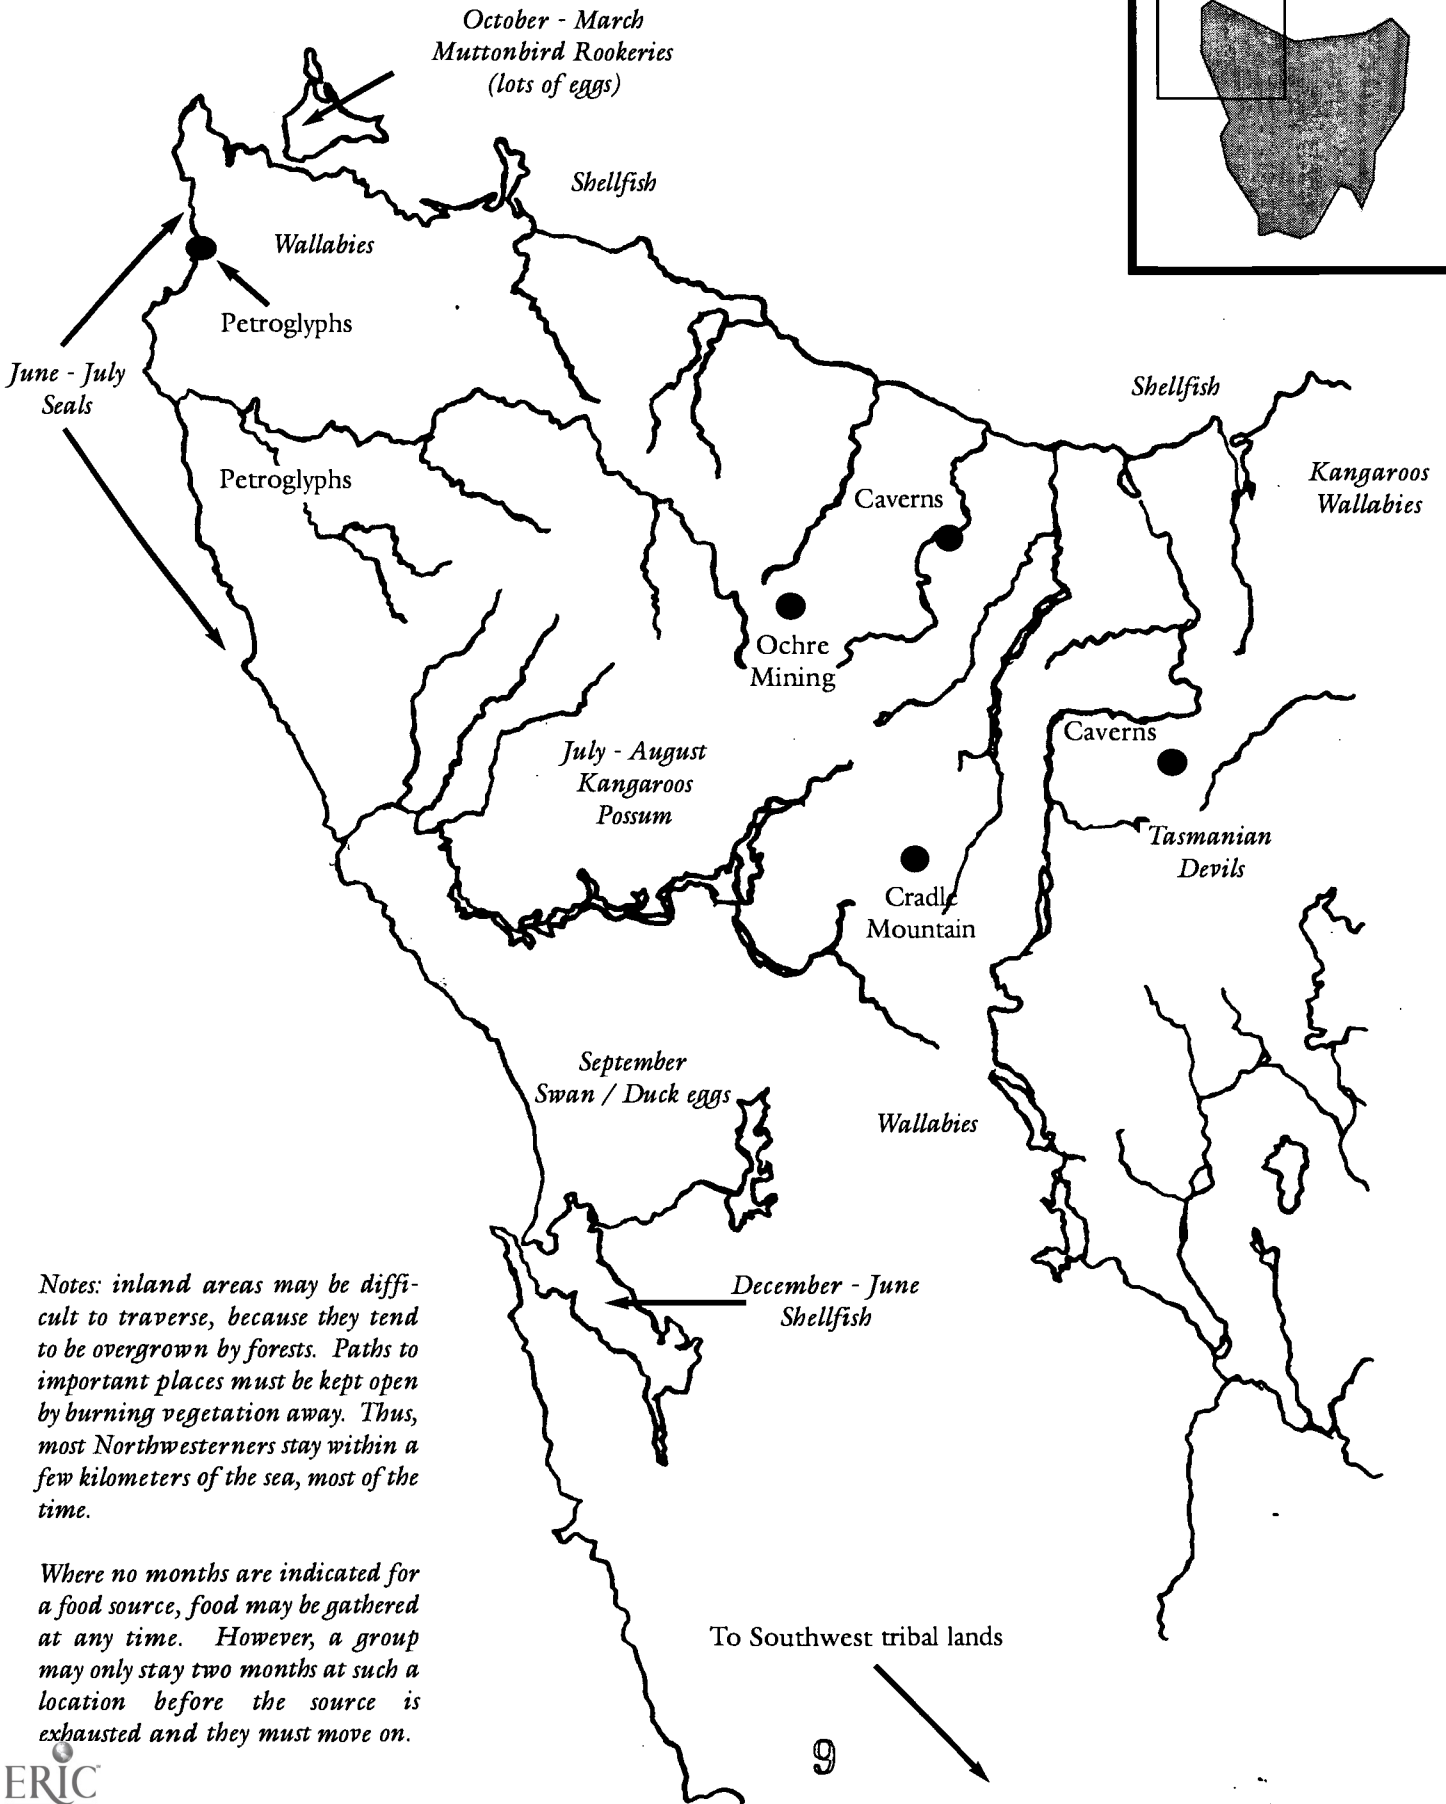 October - March
Muttonbird Rookeries
(lots of eggs)
Shellfish
Wallabies
Petroglyphs
June - July
Seals
Shellfish
Kangaroos
Wallabies
Petroglyphs
Caverns
Ochre
Mining
Caverns
July - August
Kangaroos
Possum
Tasmanian
Devils
Cradle
Mountain
September
Swan / Duck eggs
Wallabies
December - June
Shellfish
Notes: inland areas may be diffi-
cult to traverse, because they tend
to be overgrown by forests. Paths to
important places must be kept open
by burning vegetation away. Thus,
most Northwesterners stay within a
few kilometers of the sea, most of the
time.
Where no months are indicated for
a food source, food may be gathered
at any time. However, a group
may only stay two months at such a
location before the source is
exhausted and they must move on.
To Southwest tribal lands
9
ERIC